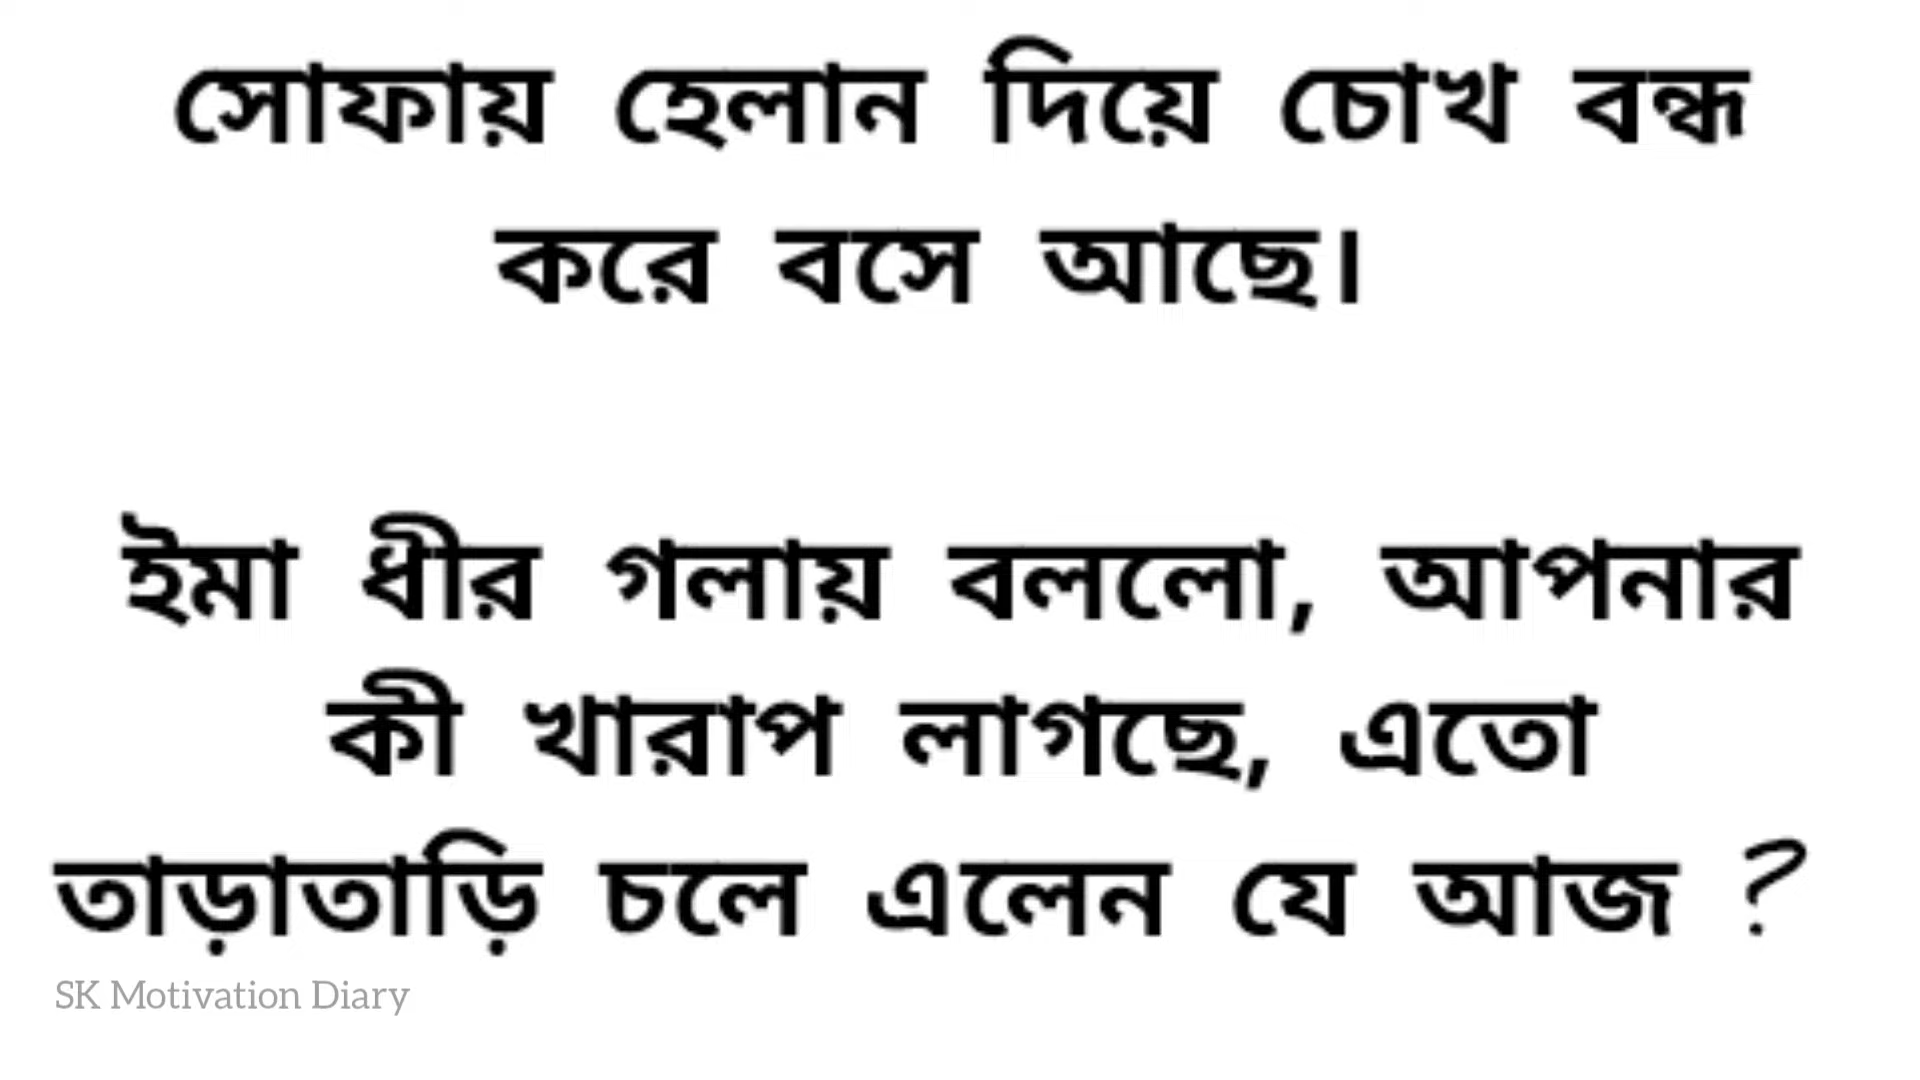 সোফায় হেলান দিয়ে চোখ বন্ধ
করে বসে আছে।
ইমা ধীর গলায় বললো, আপনার
কী খারাপ লাগছে, এতো
তাড়াতাড়ি চলে এলেন যে আজ ?
SK Motivation Diary